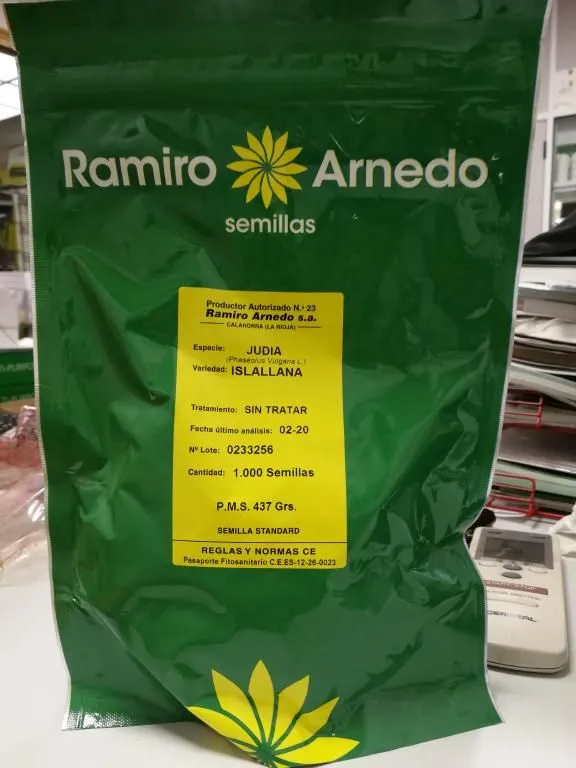 Ramiro Arnedo
semillas
Productor Autorizado N.º 23
Ramiro Arnedo s.a.
CALAHORRA (LA RIOJA)
Especie: JUDIA
(Phaseolus Vulgaris L.)
Variedad: ISLALLANA
Tratamiento: SIN TRATAR
Fecha último análisis: 02-20
Nº Lote: 0233256
Cantidad: 1.000 Semillas
P.M.S. 437 Grs.
SEMILLA STANDARD
REGLAS Y NORMAS CE
Pasaporte Fitosanitario C.E.ES-12-26-0023